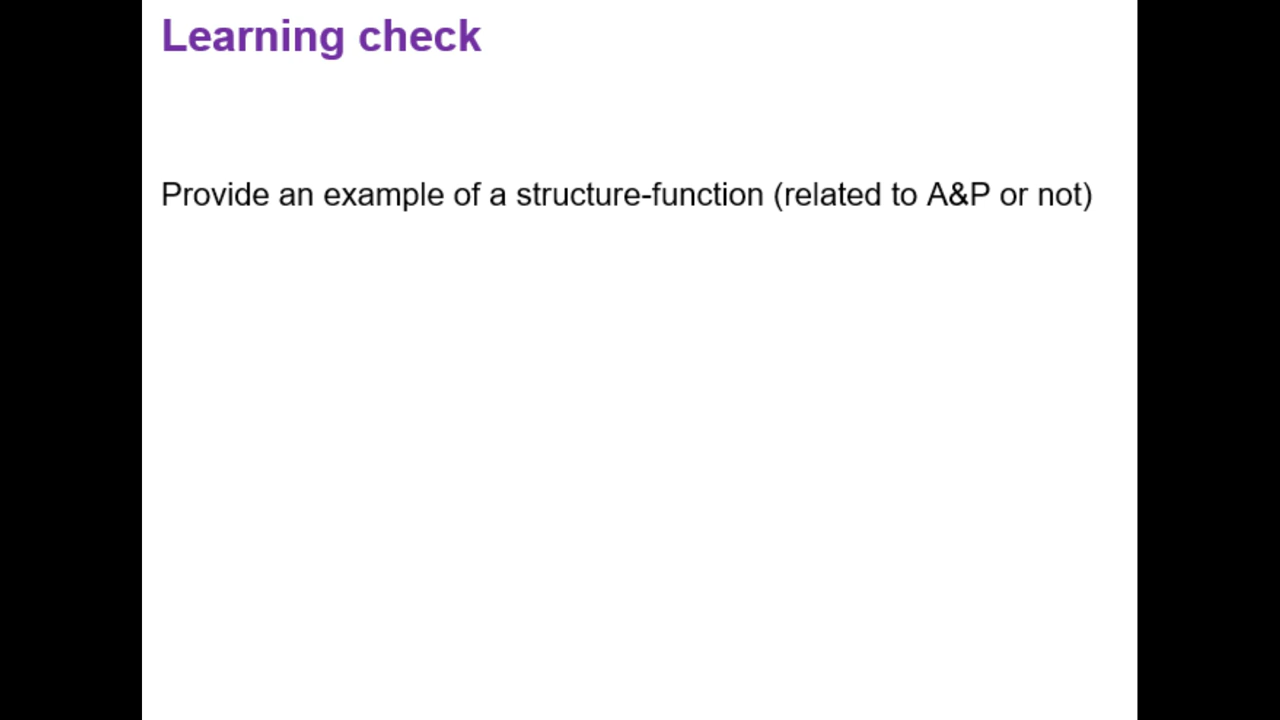 Learning check
Provide an example of a structure-function (related to A&P or not)